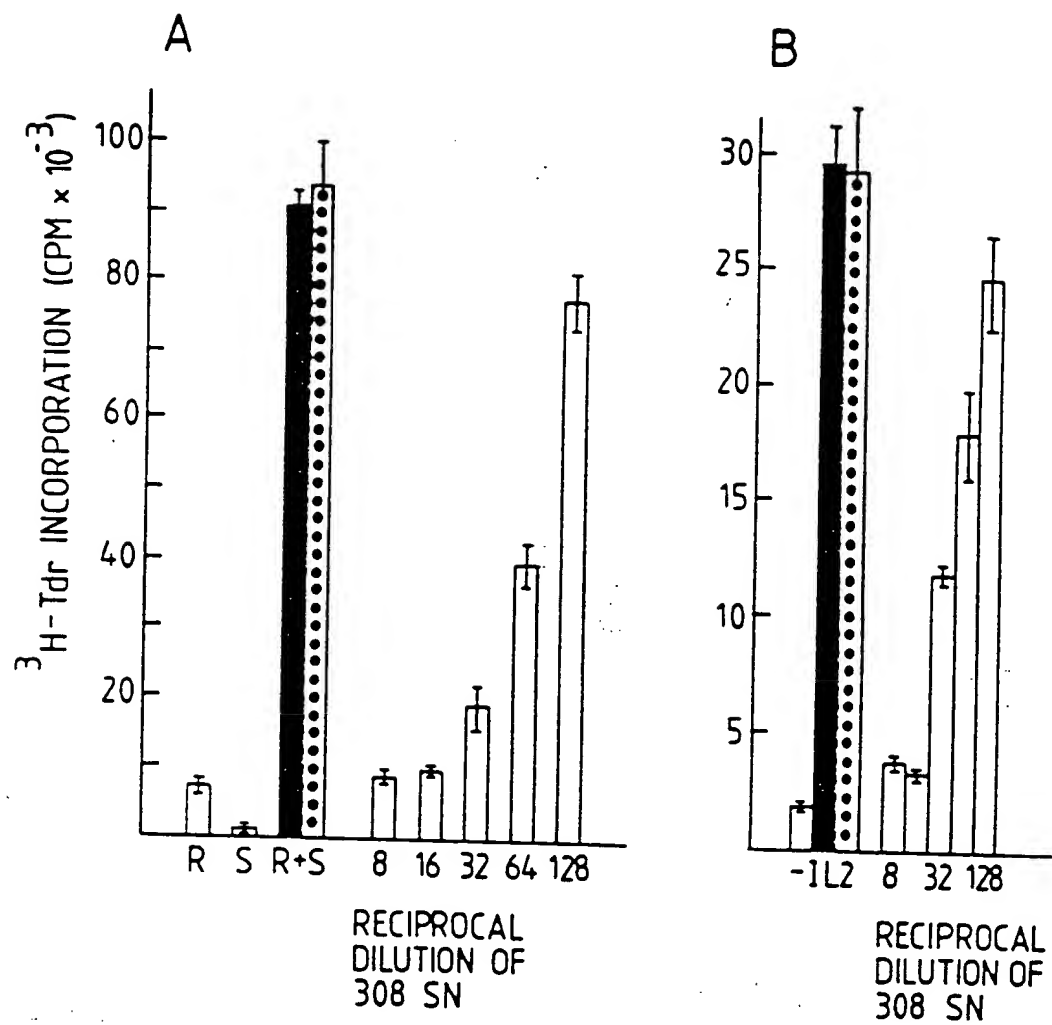 A
B
³H-Tdr INCORPORATION (CPM × 10⁻³)
100
80
60
40
20
R S R+S 8 16 32 64 128
RECIPROCAL
DILUTION OF
308 SN
30
25
20
15
10
5
-IL2 8 32 128
RECIPROCAL
DILUTION OF
308 SN